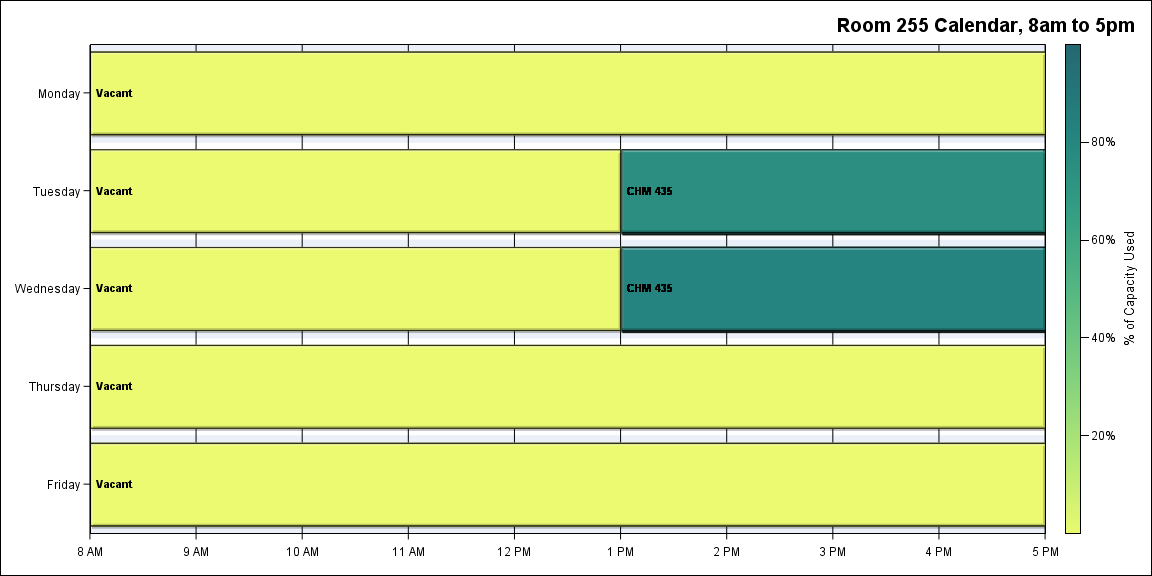 Room 255 Calendar, 8am to 5pm
Monday
Vacant
Tuesday
Vacant
CHM 435
Wednesday
Vacant
CHM 435
Thursday
Vacant
Friday
Vacant
8 AM
9 AM
10 AM
11 AM
12 PM
1 PM
2 PM
3 PM
4 PM
5 PM
80%
60%
40%
20%
% of Capacity Used